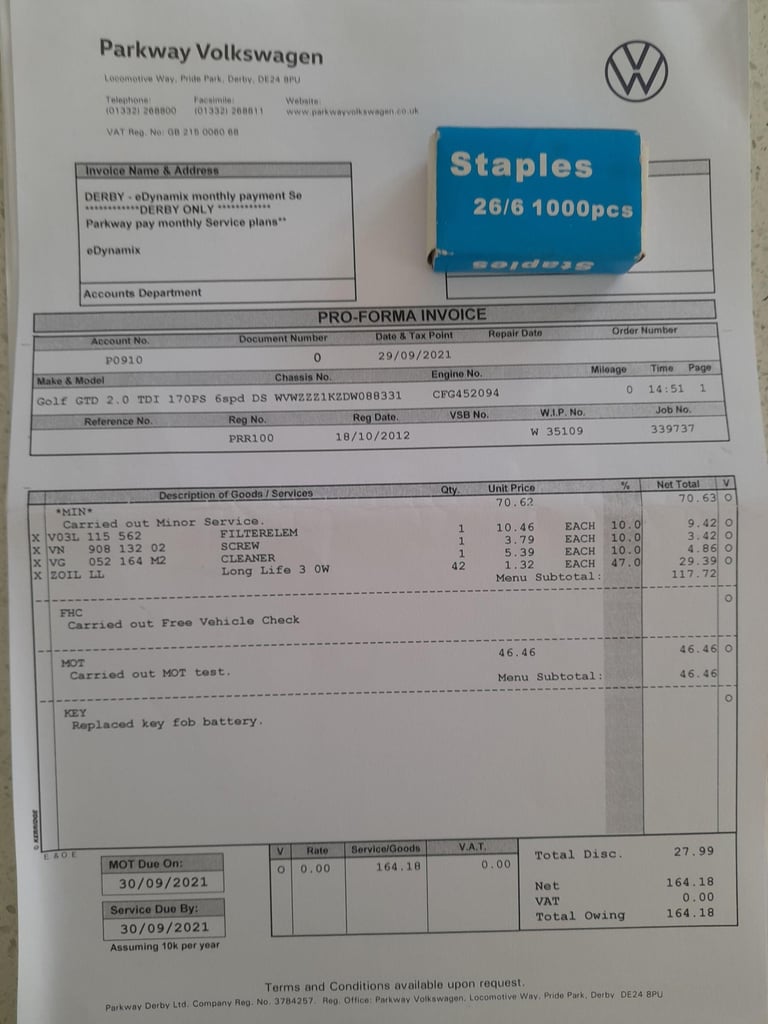 Parkway Volkswagen
Locomotive Way, Pride Park, Derby, DE24 8PU
Telephone: Facsimile: Website:
(01332) 268800 (01332) 268811 www.parkwayvolkswagen.co.uk
VAT Reg. No: GB 215 0060 68
Staples
26/6 1000pcs
Staples
Invoice Name & Address
DERBY - eDynamix monthly payment Se
***********DERBY ONLY ************
Parkway pay monthly Service plans**
eDynamix
Accounts Department
PRO-FORMA INVOICE
Account No. Document Number Date & Tax Point Repair Date Order Number
P0910 0 29/09/2021
Make & Model Chassis No. Engine No. Mileage Time Page
Golf GTD 2.0 TDI 170PS 6spd DS WVWZZZ1KZDW088331 CFG452094 0 14:51 1
Reference No. Reg No. Reg Date. VSB No. W.I.P. No. Job No.
PRR100 18/10/2012 W 35109 339737
Description of Goods / Services Qty. Unit Price % Net Total V
*MIN* 70.62 70.63 O
Carried out Minor Service.
X V03L 115 562 FILTERELEM 1 10.46 EACH 10.0 9.42 O
X VN 908 132 02 SCREW 1 3.79 EACH 10.0 3.42 O
X VG 052 164 M2 CLEANER 1 5.39 EACH 10.0 4.86 O
X ZOIL LL Long Life 3 0W 42 1.32 EACH 47.0 29.39 O
Menu Subtotal: 117.72
FHC O
Carried out Free Vehicle Check
MOT 46.46 46.46 O
Carried out MOT test.
Menu Subtotal: 46.46
KEY O
Replaced key fob battery.
© KERRIDGE
E & O E
MOT Due On:
30/09/2021
Service Due By:
30/09/2021
Assuming 10k per year
V Rate Service/Goods V.A.T.
O 0.00 164.18 0.00
Total Disc. 27.99
Net 164.18
VAT 0.00
Total Owing 164.18
Terms and Conditions available upon request.
Parkway Derby Ltd. Company Reg. No. 3784257. Reg. Office: Parkway Volkswagen, Locomotive Way, Pride Park, Derby DE24 8PU